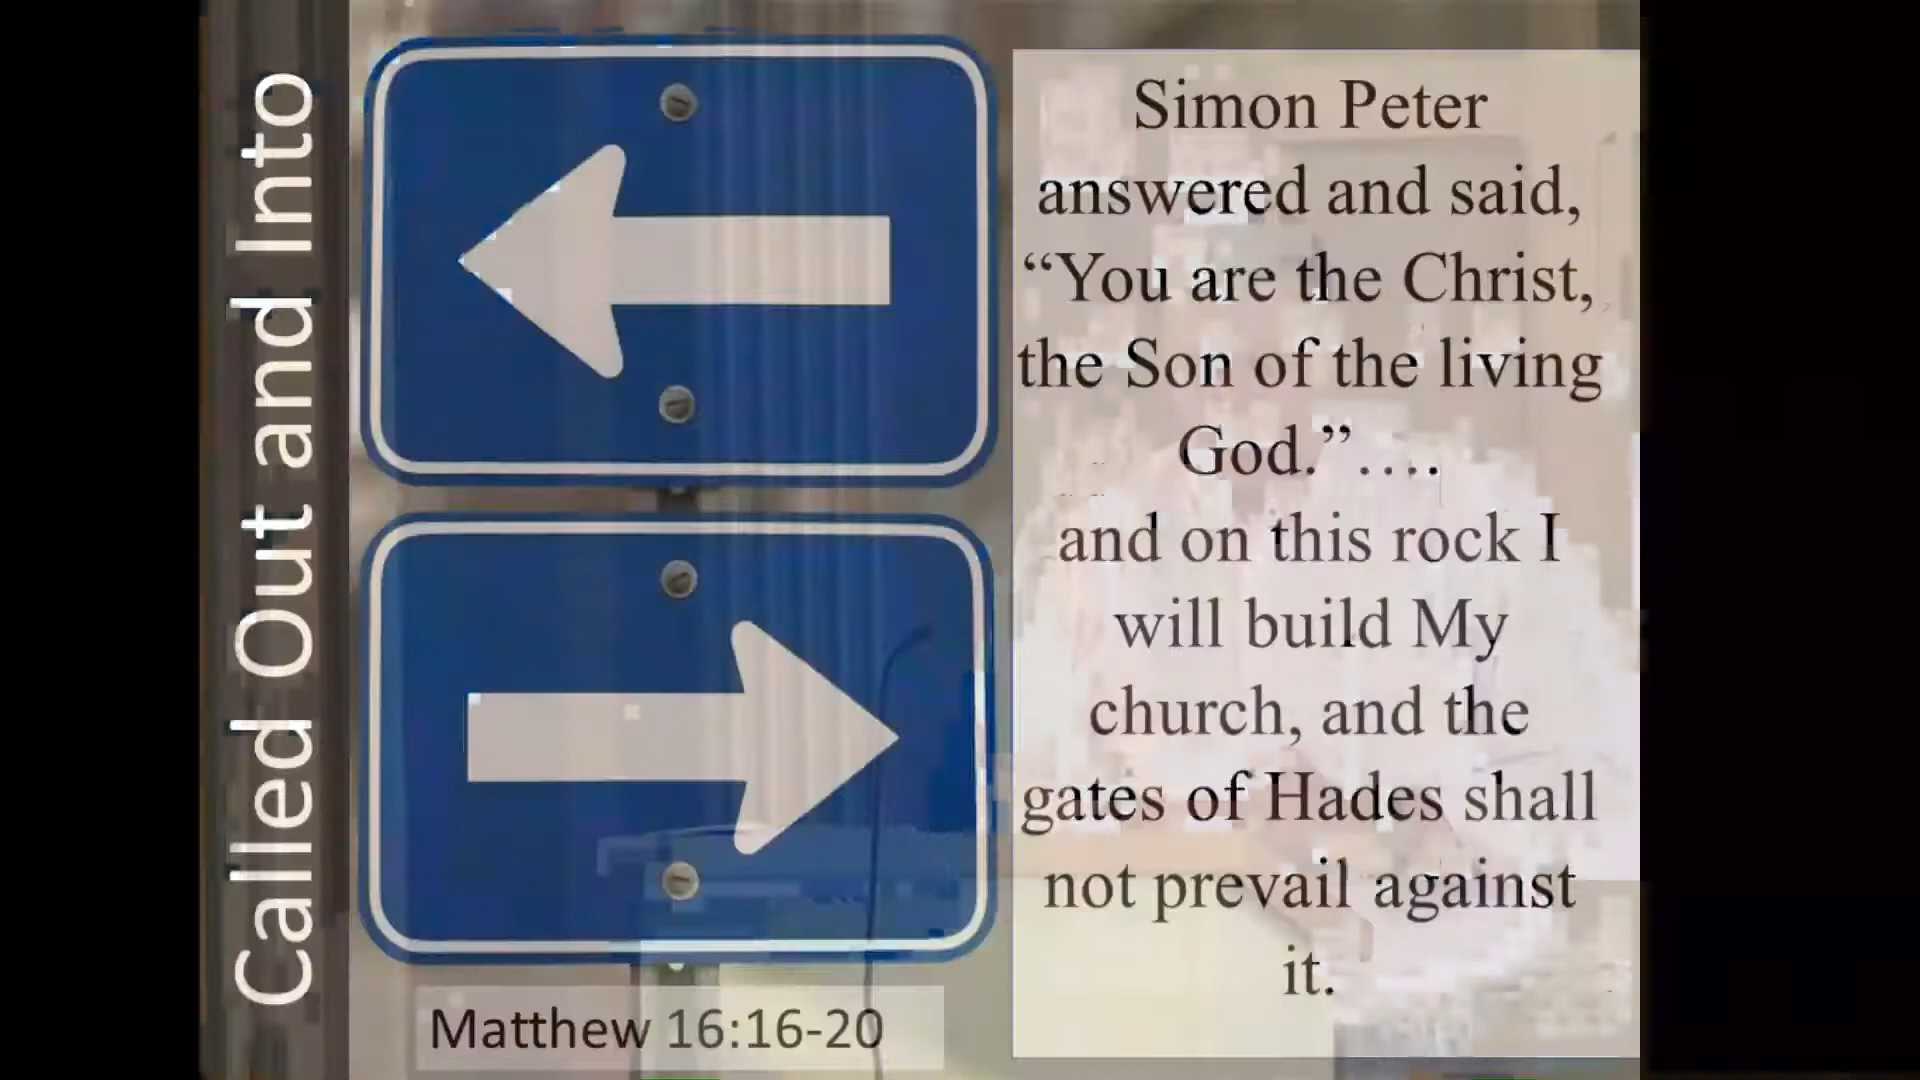 Called Out and Into
Simon Peter
answered and said,
“You are the Christ,
the Son of the living
God.”....
and on this rock I
will build My
church, and the
gates of Hades shall
not prevail against
it.
Matthew 16:16-20